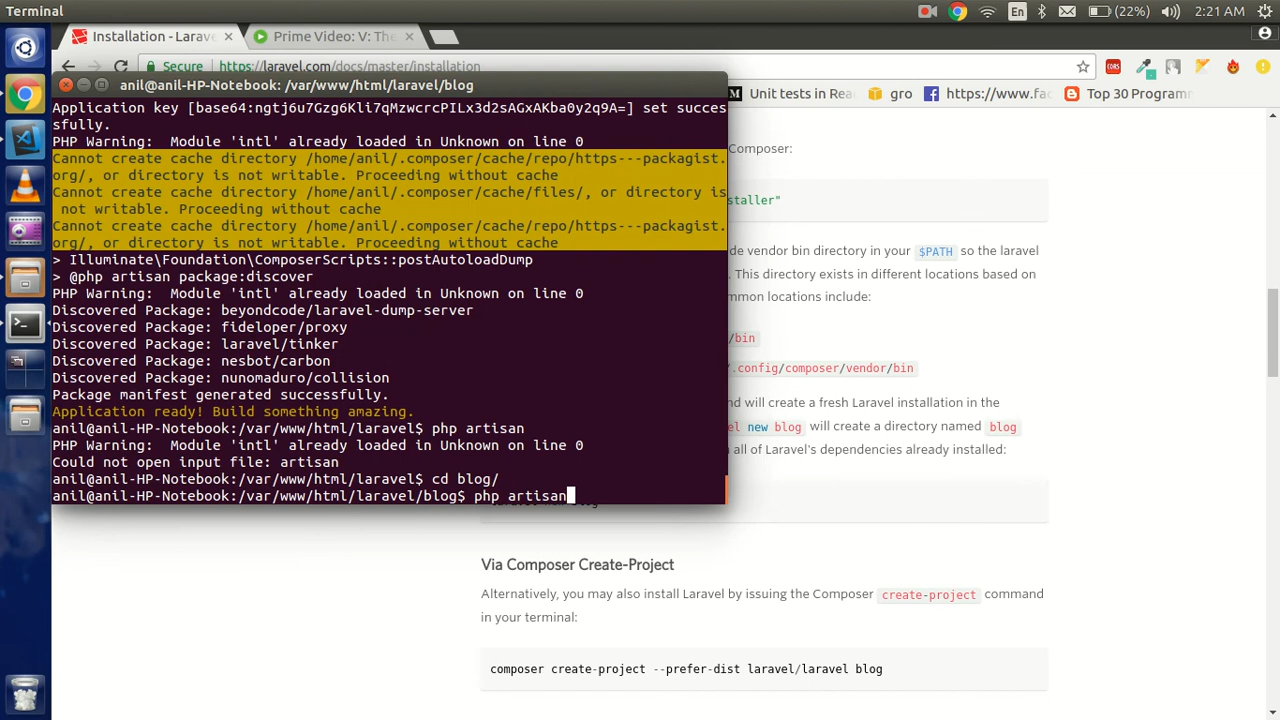 Terminal
En
(22%)
2:21 AM
Installation - Larave
Prime Video: V: The
Secure
https://laravel.com/docs/master/installation
anil@anil-HP-Notebook: /var/www/html/laravel/blog
Unit tests in Rea
gro
https://www.fac
Top 30 Program
Application key [base64:ngtj6u7Gzg6Kll7qMzwcrcPILx3d2sAGxAKba0y2q9A=] set succes
sfully.
PHP Warning:  Module 'intl' already loaded in Unknown on line 0
Cannot create cache directory /home/anil/.composer/cache/repo/https---packagist.
org/, or directory is not writable. Proceeding without cache
Cannot create cache directory /home/anil/.composer/cache/files/, or directory is
 not writable. Proceeding without cache
Cannot create cache directory /home/anil/.composer/cache/repo/https---packagist.
org/, or directory is not writable. Proceeding without cache
> Illuminate\Foundation\ComposerScripts::postAutoloadDump
> @php artisan package:discover
PHP Warning:  Module 'intl' already loaded in Unknown on line 0
Discovered Package: beyondcode/laravel-dump-server
Discovered Package: fideloper/proxy
Discovered Package: laravel/tinker
Discovered Package: nesbot/carbon
Discovered Package: nunomaduro/collision
Package manifest generated successfully.
Application ready! Build something amazing.
anil@anil-HP-Notebook:/var/www/html/laravel$ php artisan
PHP Warning:  Module 'intl' already loaded in Unknown on line 0
Could not open input file: artisan
anil@anil-HP-Notebook:/var/www/html/laravel$ cd blog/
anil@anil-HP-Notebook:/var/www/html/laravel/blog$ php artisan
Composer:
staller"
de vendor bin directory in your $PATH so the laravel
. This directory exists in different locations based on
mmon locations include:
/bin
.config/composer/vendor/bin
nd will create a fresh Laravel installation in the
el new blog will create a directory named blog
n all of Laravel's dependencies already installed:
Via Composer Create-Project
Alternatively, you may also install Laravel by issuing the Composer create-project command
in your terminal:
composer create-project --prefer-dist laravel/laravel blog